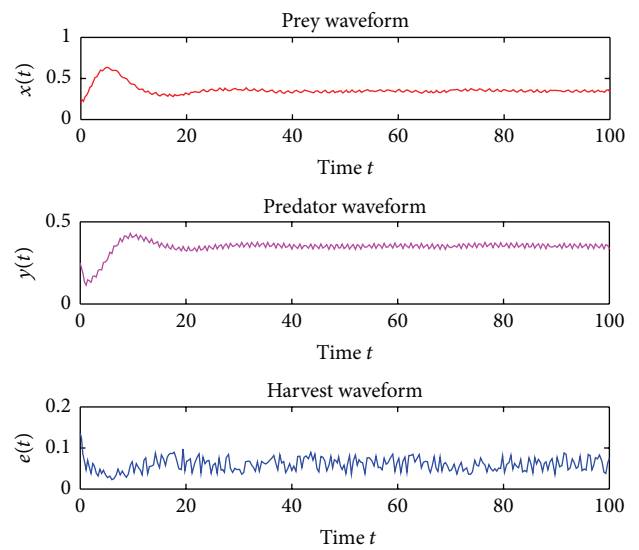 Prey waveform
1
0.5
0
x(t)
0 20 40 60 80 100
Time t
Predator waveform
0.5
0
y(t)
0 20 40 60 80 100
Time t
Harvest waveform
0.2
0.1
0
e(t)
0 20 40 60 80 100
Time t